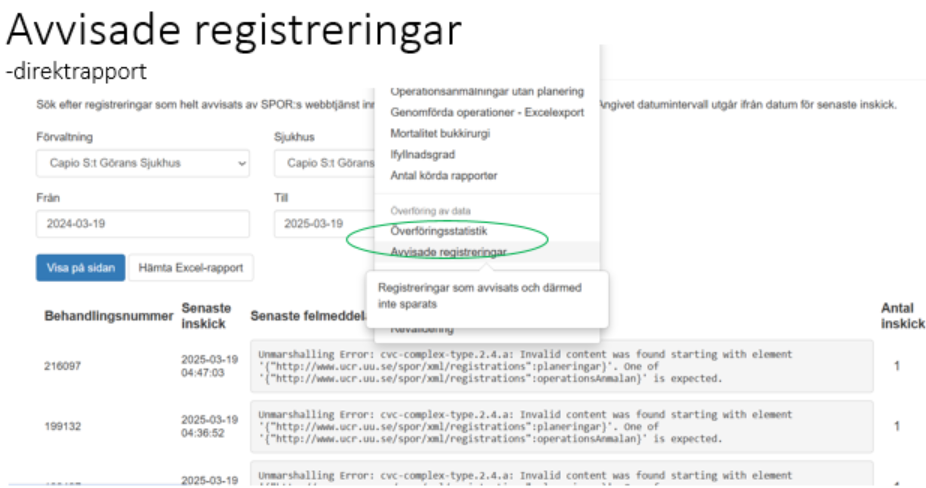 Avvisade registreringar
-direktrapport
Operationsanmälningar utan planering
Sök efter registreringar som helt avvisats av SPOR:s webbtjänst
Angivet datumintervall utgår ifrån datum för senaste inskick.
Genomförda operationer - Excelexport
Mortalitet bukkirurgi
Ifyllnadsgrad
Antal körda rapporter
Förvaltning
Sjukhus
Capio S:t Görans Sjukhus
Capio S:t Görans
Från
Till
2024-03-19
2025-03-19
Överföring av data
Överföringsstatistik
Avvisade registreringar
Registreringar som avvisats och därmed
inte sparats
Revalidering
Visa på sidan
Hämta Excel-rapport
Behandlingsnummer
Senaste
inskick
Senaste
Antal
inskick
216097
2025-03-19
04:47:03
Unmarshalling Error: cvc-complex-type.2.4.a: Invalid content was found starting with element
'{"http://www.ucr.uu.se/spor/xml/registrations":planeringar}'. One of
'{"http://www.ucr.uu.se/spor/xml/registrations":operationsAnmalan}' is expected.
1
199132
2025-03-19
04:36:52
Unmarshalling Error: cvc-complex-type.2.4.a: Invalid content was found starting with element
'{"http://www.ucr.uu.se/spor/xml/registrations":planeringar}'. One of
'{"http://www.ucr.uu.se/spor/xml/registrations":operationsAnmalan}' is expected.
1
2025-03-19
Unmarshalling Error: cvc-complex-type.2.4.a: Invalid content was found starting with element